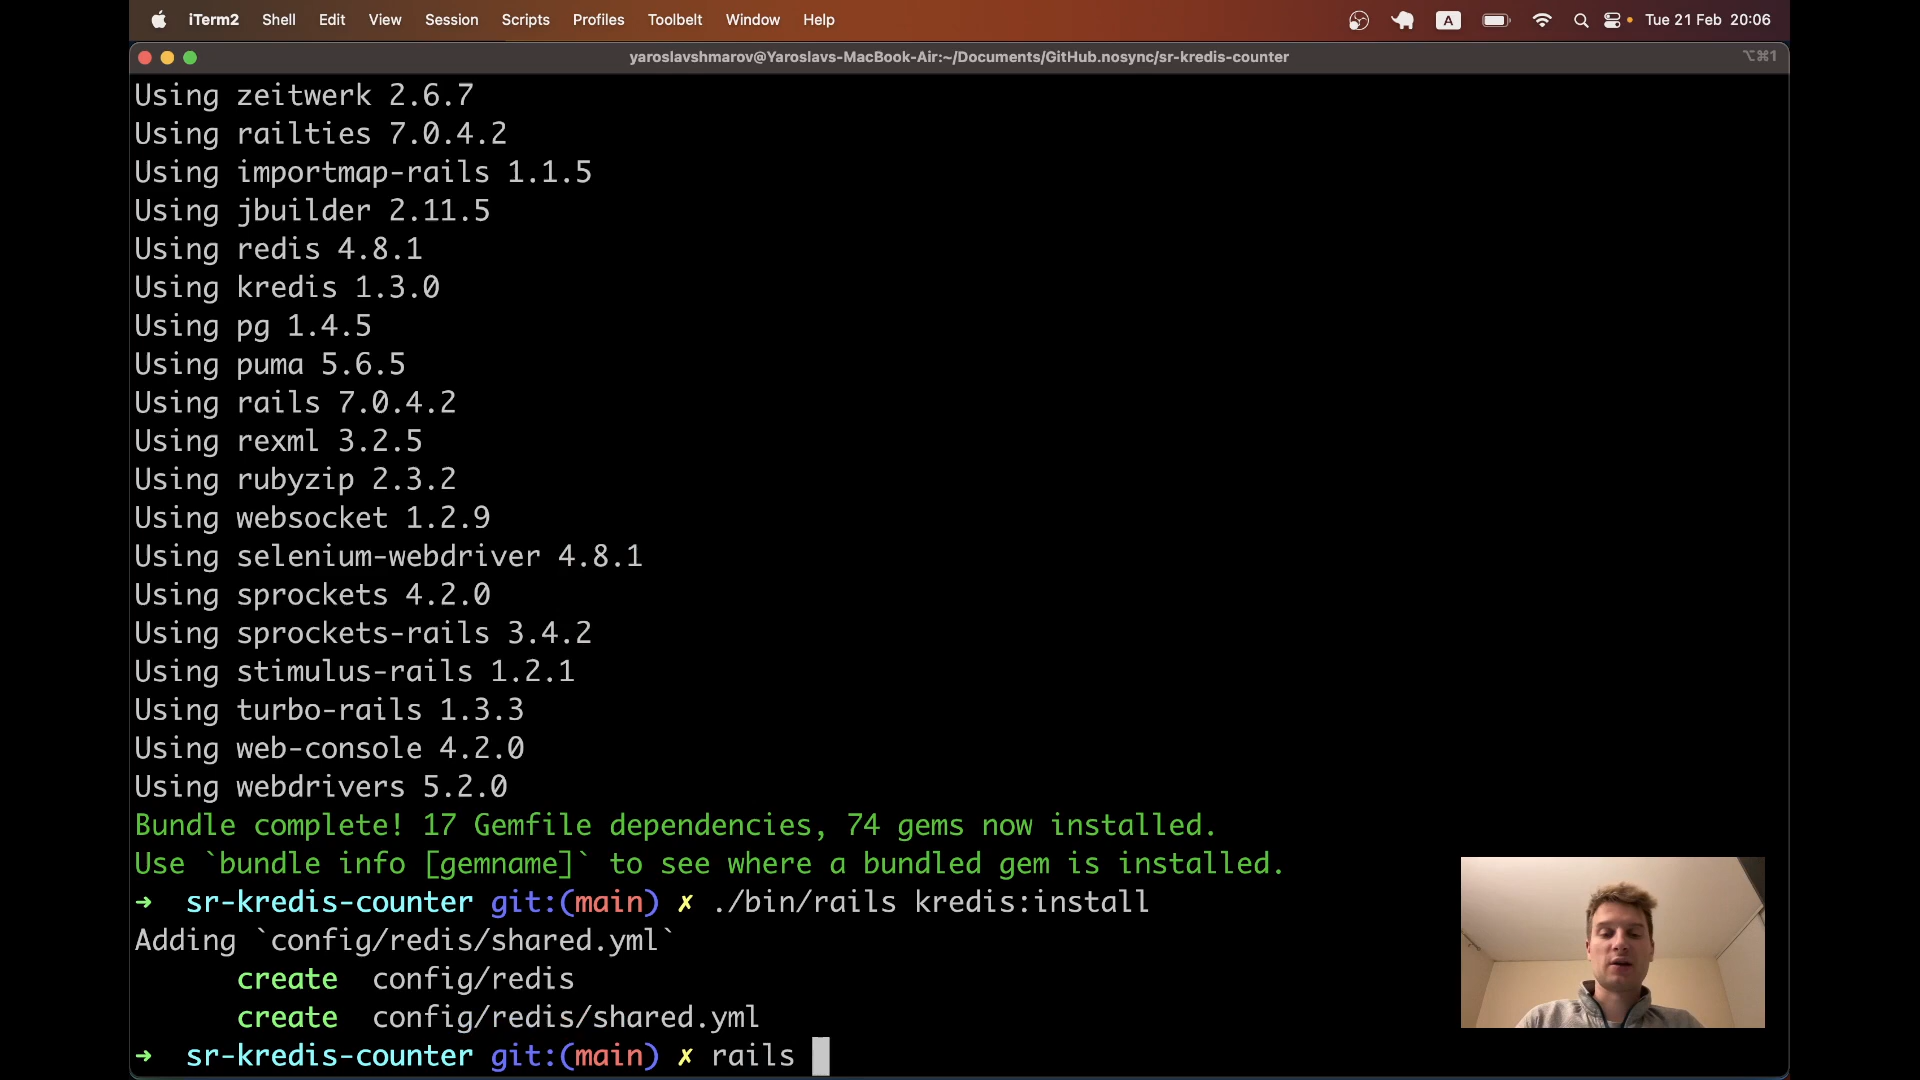 iTerm2 Shell Edit View Session Scripts Profiles Toolbelt Window Help A Tue 21 Feb 20:06
yaroslavshmarov@Yaroslavs-MacBook-Air:~/Documents/GitHub.nosync/sr-kredis-counter ⌥⌘1
Using zeitwerk 2.6.7
Using railties 7.0.4.2
Using importmap-rails 1.1.5
Using jbuilder 2.11.5
Using redis 4.8.1
Using kredis 1.3.0
Using pg 1.4.5
Using puma 5.6.5
Using rails 7.0.4.2
Using rexml 3.2.5
Using rubyzip 2.3.2
Using websocket 1.2.9
Using selenium-webdriver 4.8.1
Using sprockets 4.2.0
Using sprockets-rails 3.4.2
Using stimulus-rails 1.2.1
Using turbo-rails 1.3.3
Using web-console 4.2.0
Using webdrivers 5.2.0
Bundle complete! 17 Gemfile dependencies, 74 gems now installed.
Use `bundle info [gemname]` to see where a bundled gem is installed.
➜ sr-kredis-counter git:(main) ✗ ./bin/rails kredis:install
Adding `config/redis/shared.yml`
create config/redis
create config/redis/shared.yml
➜ sr-kredis-counter git:(main) ✗ rails